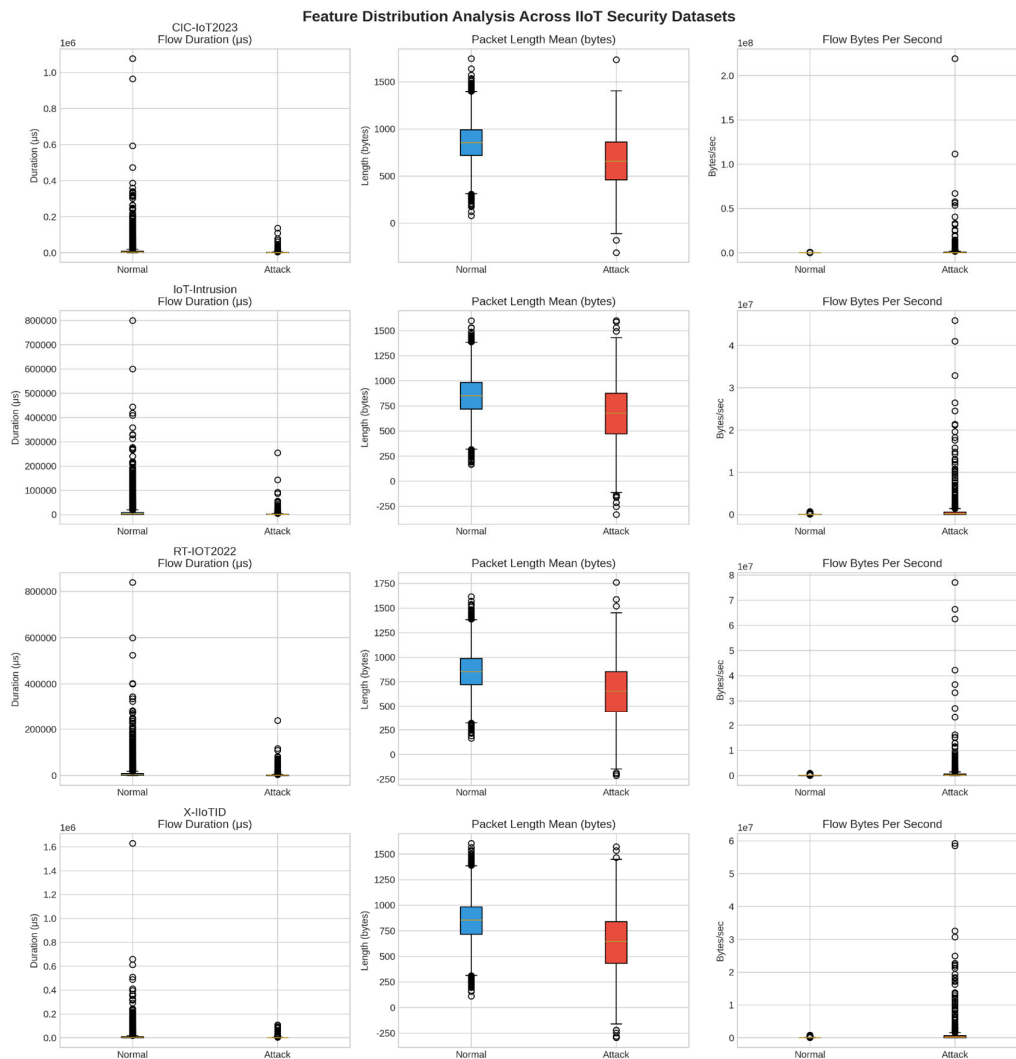 Feature Distribution Analysis Across IIoT Security Datasets
CIC-IoT2023
Flow Duration (µs)
Packet Length Mean (bytes)
Flow Bytes Per Second
1e6
1e8
Duration (µs)
1.0
0.8
0.6
0.4
0.2
0.0
Normal
Attack
Length (bytes)
1500
1000
500
0
Normal
Attack
Bytes/sec
2.0
1.5
1.0
0.5
0.0
Normal
Attack
IoT-Intrusion
Flow Duration (µs)
Packet Length Mean (bytes)
Flow Bytes Per Second
1e7
Duration (µs)
800000
700000
600000
500000
400000
300000
200000
100000
0
Normal
Attack
Length (bytes)
1500
1250
1000
750
500
250
0
-250
Normal
Attack
Bytes/sec
4
3
2
1
0
Normal
Attack
RT-IOT2022
Flow Duration (µs)
Packet Length Mean (bytes)
Flow Bytes Per Second
1e7
Duration (µs)
800000
600000
400000
200000
0
Normal
Attack
Length (bytes)
1750
1500
1250
1000
750
500
250
0
-250
Normal
Attack
Bytes/sec
8
7
6
5
4
3
2
1
0
Normal
Attack
X-IIoTID
Flow Duration (µs)
Packet Length Mean (bytes)
Flow Bytes Per Second
1e6
1e7
Duration (µs)
1.6
1.4
1.2
1.0
0.8
0.6
0.4
0.2
0.0
Normal
Attack
Length (bytes)
1500
1250
1000
750
500
250
0
-250
Normal
Attack
Bytes/sec
6
5
4
3
2
1
0
Normal
Attack